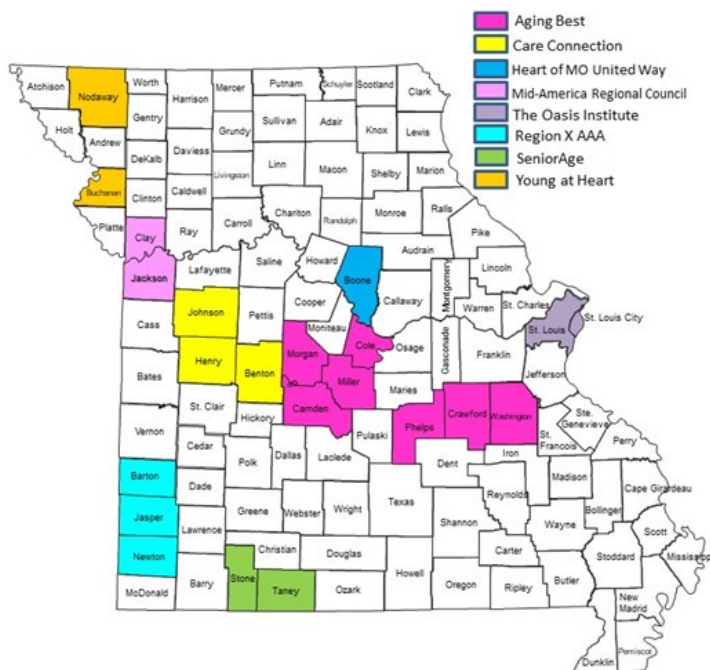 Aging Best
Care Connection
Heart of MO United Way
Mid-America Regional Council
The Oasis Institute
Region X AAA
SeniorAge
Young at Heart
Atchison
Nodaway
Worth
Harrison
Mercer
Putnam
Schuyler
Scotland
Clark
Holt
Andrew
Gentry
DeKalb
Daviess
Grundy
Sullivan
Adair
Knox
Lewis
Buchanan
Clinton
Caldwell
Livingston
Linn
Macon
Shelby
Marion
Platte
Clay
Ray
Carroll
Chariton
Randolph
Monroe
Ralls
Pike
Jackson
Lafayette
Saline
Howard
Boone
Audrain
Callaway
Montgomery
Lincoln
Warren
St. Charles
St. Louis
St. Louis City
Cass
Johnson
Pettis
Cooper
Moniteau
Cole
Osage
Gasconade
Franklin
Jefferson
Bates
Henry
Benton
Morgan
Miller
Maries
Camden
Phelps
Crawford
Washington
St.
Francois
Ste.
Genevieve
Perry
Vernon
St. Clair
Hickory
Cedar
Polk
Dallas
Laclede
Pulaski
Dent
Iron
Madison
Cape Girardeau
Barton
Dade
Greene
Webster
Wright
Texas
Shannon
Reynolds
Wayne
Bollinger
Scott
Mississippi
Jasper
Lawrence
Christian
Douglas
Howell
Carter
Stoddard
Newton
McDonald
Barry
Stone
Taney
Ozark
Oregon
Ripley
Butler
New
Madrid
Pemiscot
Dunklin